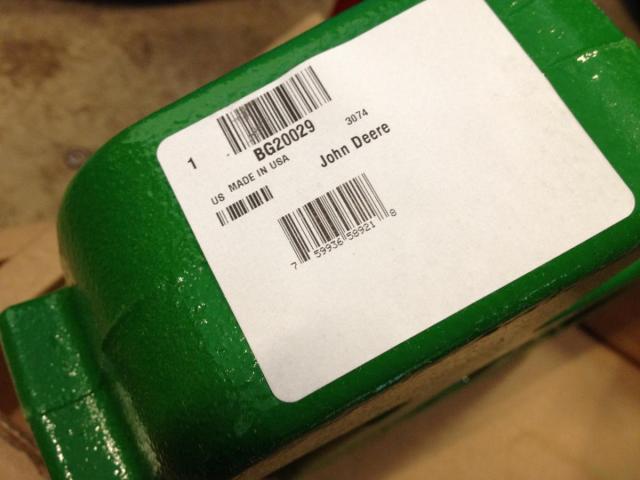 1
BG20029
3074
US MADE IN USA
John Deere
7 59936 58921 8